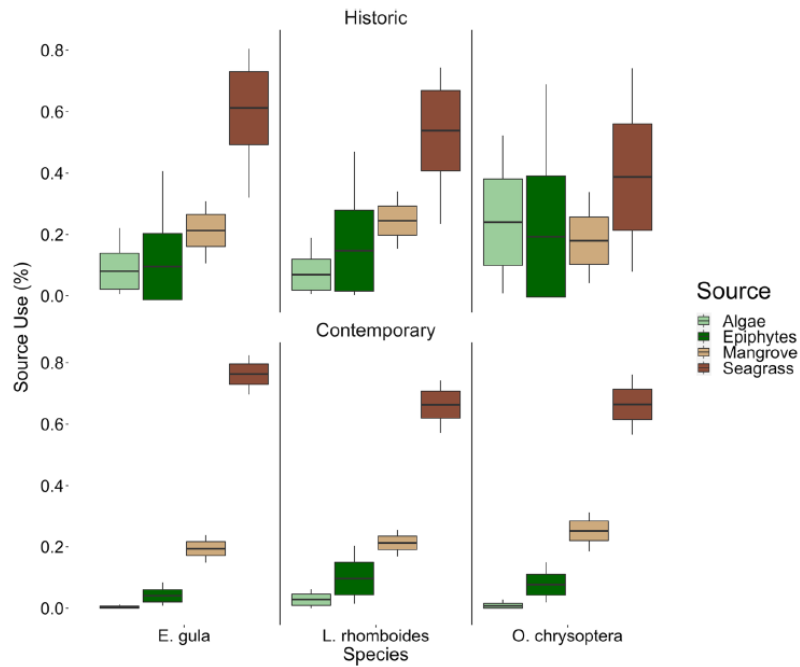 Historic
0.8
0.6
0.4
0.2
0.0
Contemporary
0.8
0.6
0.4
0.2
0.0
Source Use (%)
E. gula
L. rhomboides
O. chrysoptera
Species
Source
Algae
Epiphytes
Mangrove
Seagrass